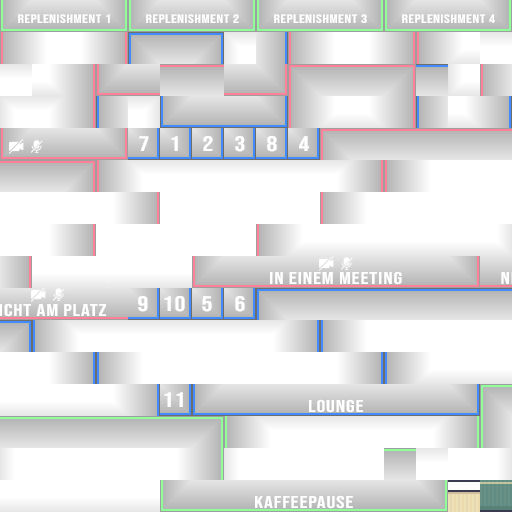 REPLENISHMENT 1 REPLENISHMENT 2 REPLENISHMENT 3 REPLENISHMENT 4
7 1 2 3 8 4
IN EINEM MEETING
ICHT AM PLATZ 9 10 5 6
11 LOUNGE
KAFFEEPAUSE